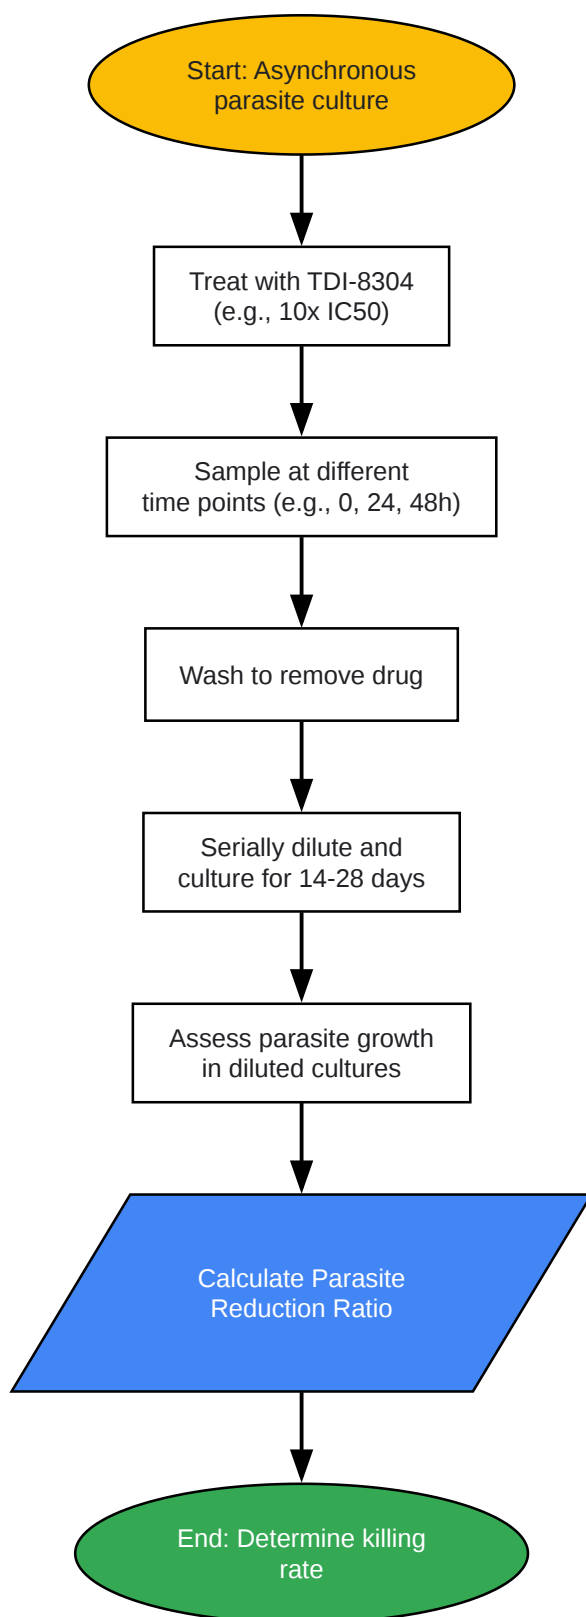 Start: Asynchronous
parasite culture
Treat with TDI-8304
(e.g., 10x IC50)
Sample at different
time points (e.g., 0, 24, 48h)
Wash to remove drug
Serially dilute and
culture for 14-28 days
Assess parasite growth
in diluted cultures
Calculate Parasite
Reduction Ratio
End: Determine killing
rate